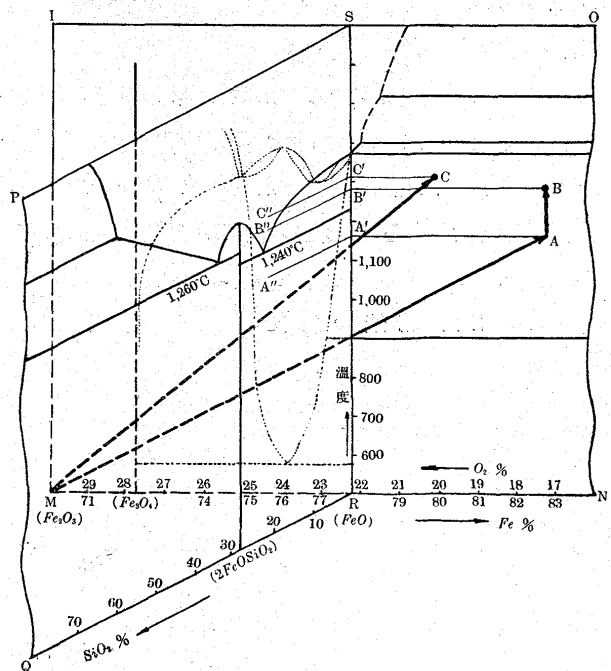 I
S
O
P
C'
C
C"
B'
B
B"
A'
A
A"
1,240°C
1,260°C
1,100
1,000
800
700
600
溫度
O₂ %
29 28 27 26 25 24 23 22 21 20 19 18 17
M 71 74 75 76 77 R 79 80 81 82 83 N
(Fe₂O₃)
(Fe₃O₄)
(FeO)
Fe %
10
20
30
(2FeOSiO₂)
40
50
60
70
SiO₂ %
Q